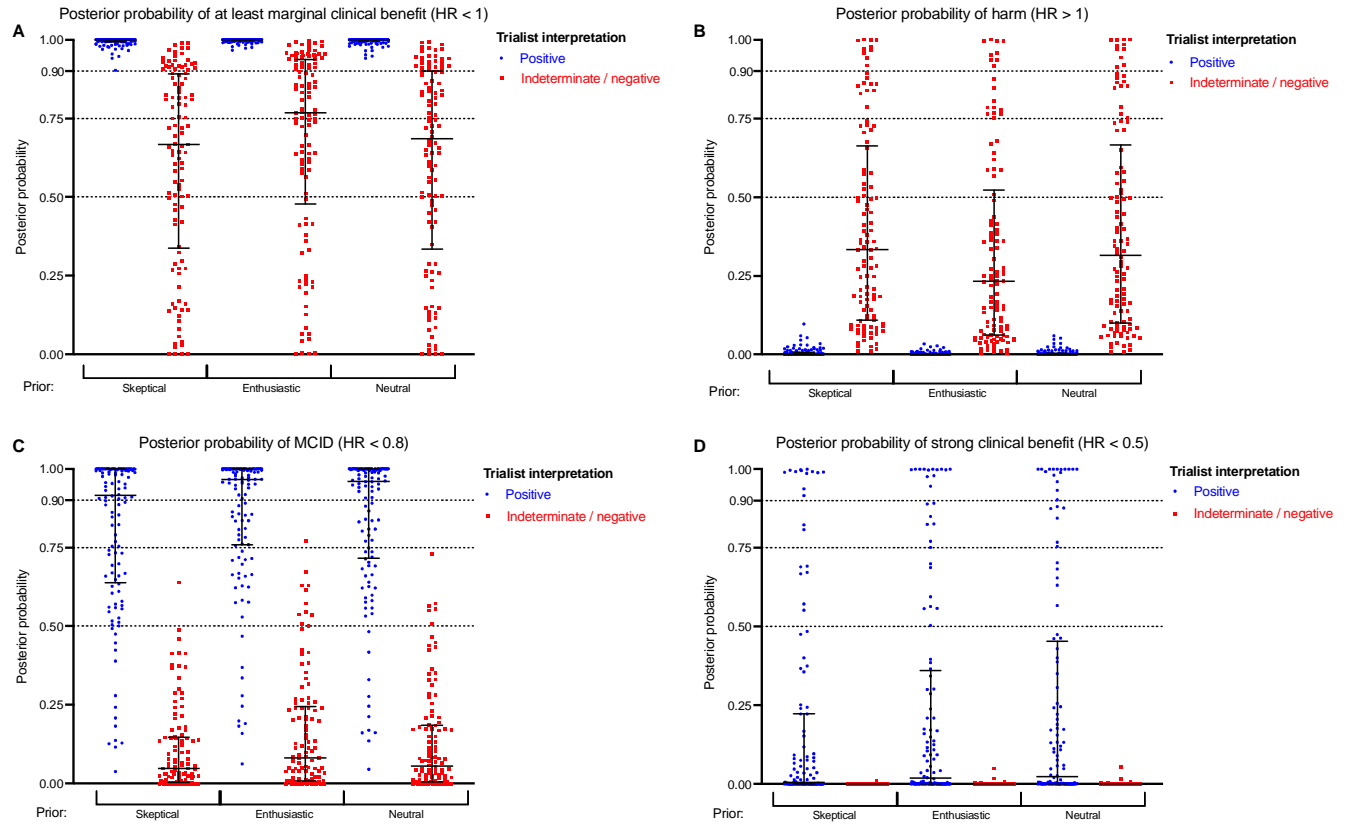 Posterior probability of at least marginal clinical benefit (HR < 1)
A
Trialist interpretation
Positive
Indeterminate / negative
Posterior probability
1.00
0.90
0.75
0.50
0.25
0.00
Prior:
Skeptical
Enthusiastic
Neutral
Posterior probability of harm (HR > 1)
B
Trialist interpretation
Positive
Indeterminate / negative
Posterior probability
1.00
0.90
0.75
0.50
0.25
0.00
Prior:
Skeptical
Enthusiastic
Neutral
C
Posterior probability of MCID (HR < 0.8)
Trialist interpretation
Positive
Indeterminate / negative
Posterior probability
1.00
0.90
0.75
0.50
0.25
0.00
Prior:
Skeptical
Enthusiastic
Neutral
D
Posterior probability of strong clinical benefit (HR < 0.5)
Trialist interpretation
Positive
Indeterminate / negative
Posterior probability
1.00
0.90
0.75
0.50
0.25
0.00
Prior:
Skeptical
Enthusiastic
Neutral